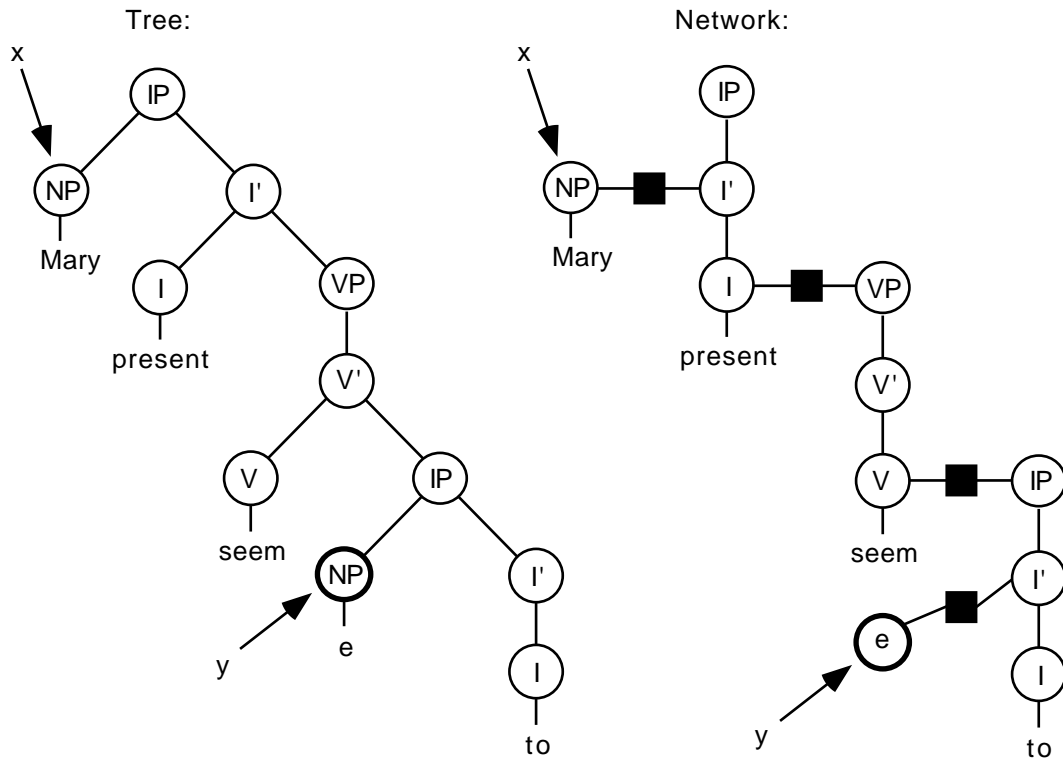 Tree:
x
IP
NP
I'
Mary
I
VP
present
V'
V
IP
seem
NP
I'
y
e
I
to
Network:
x
IP
NP
I'
Mary
I
VP
present
V'
V
IP
seem
I'
e
I
y
to